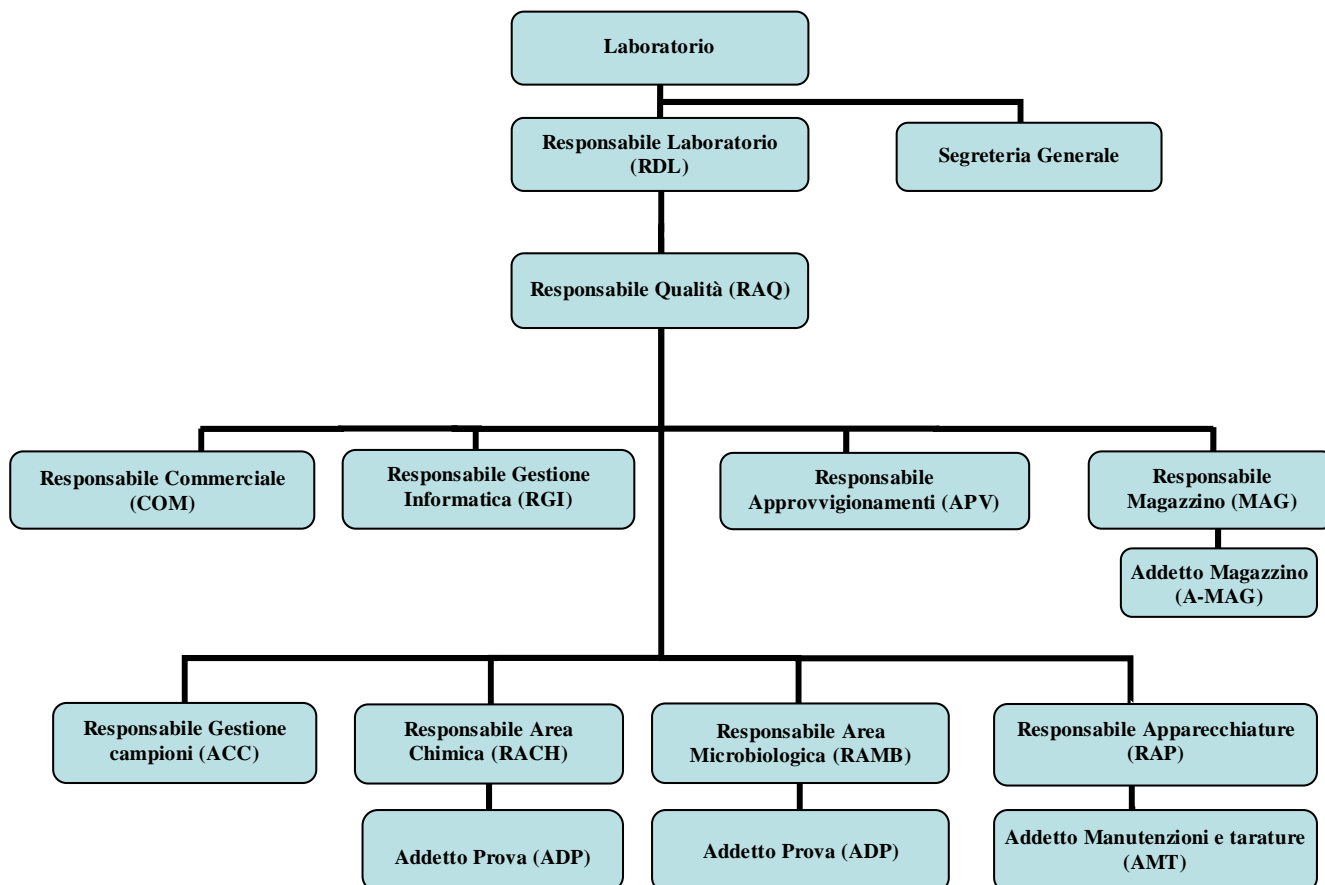 Laboratorio
Responsabile Laboratorio
(RDL)
Segreteria Generale
Responsabile Qualità (RAQ)
Responsabile Commerciale
(COM)
Responsabile Gestione
Informatica (RGI)
Responsabile
Approvvigionamenti (APV)
Responsabile
Magazzino (MAG)
Addetto Magazzino
(A-MAG)
Responsabile Gestione
campioni (ACC)
Responsabile Area
Chimica (RACH)
Responsabile Area
Microbiologica (RAMB)
Responsabile Apparecchiature
(RAP)
Addetto Prova (ADP)
Addetto Prova (ADP)
Addetto Manutenzioni e tarature
(AMT)